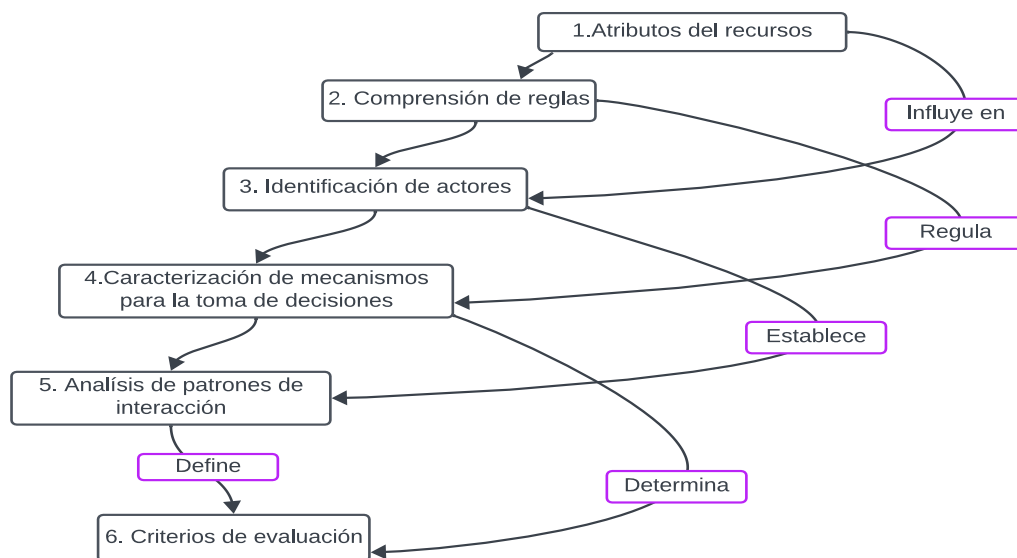 1.Atributos del recursos
2. Comprensión de reglas
Influye en
3. Identificación de actores
Regula
4.Caracterización de mecanismos
para la toma de decisiones
Establece
5. Analísis de patrones de
interacción
Define
Determina
6. Criterios de evaluación